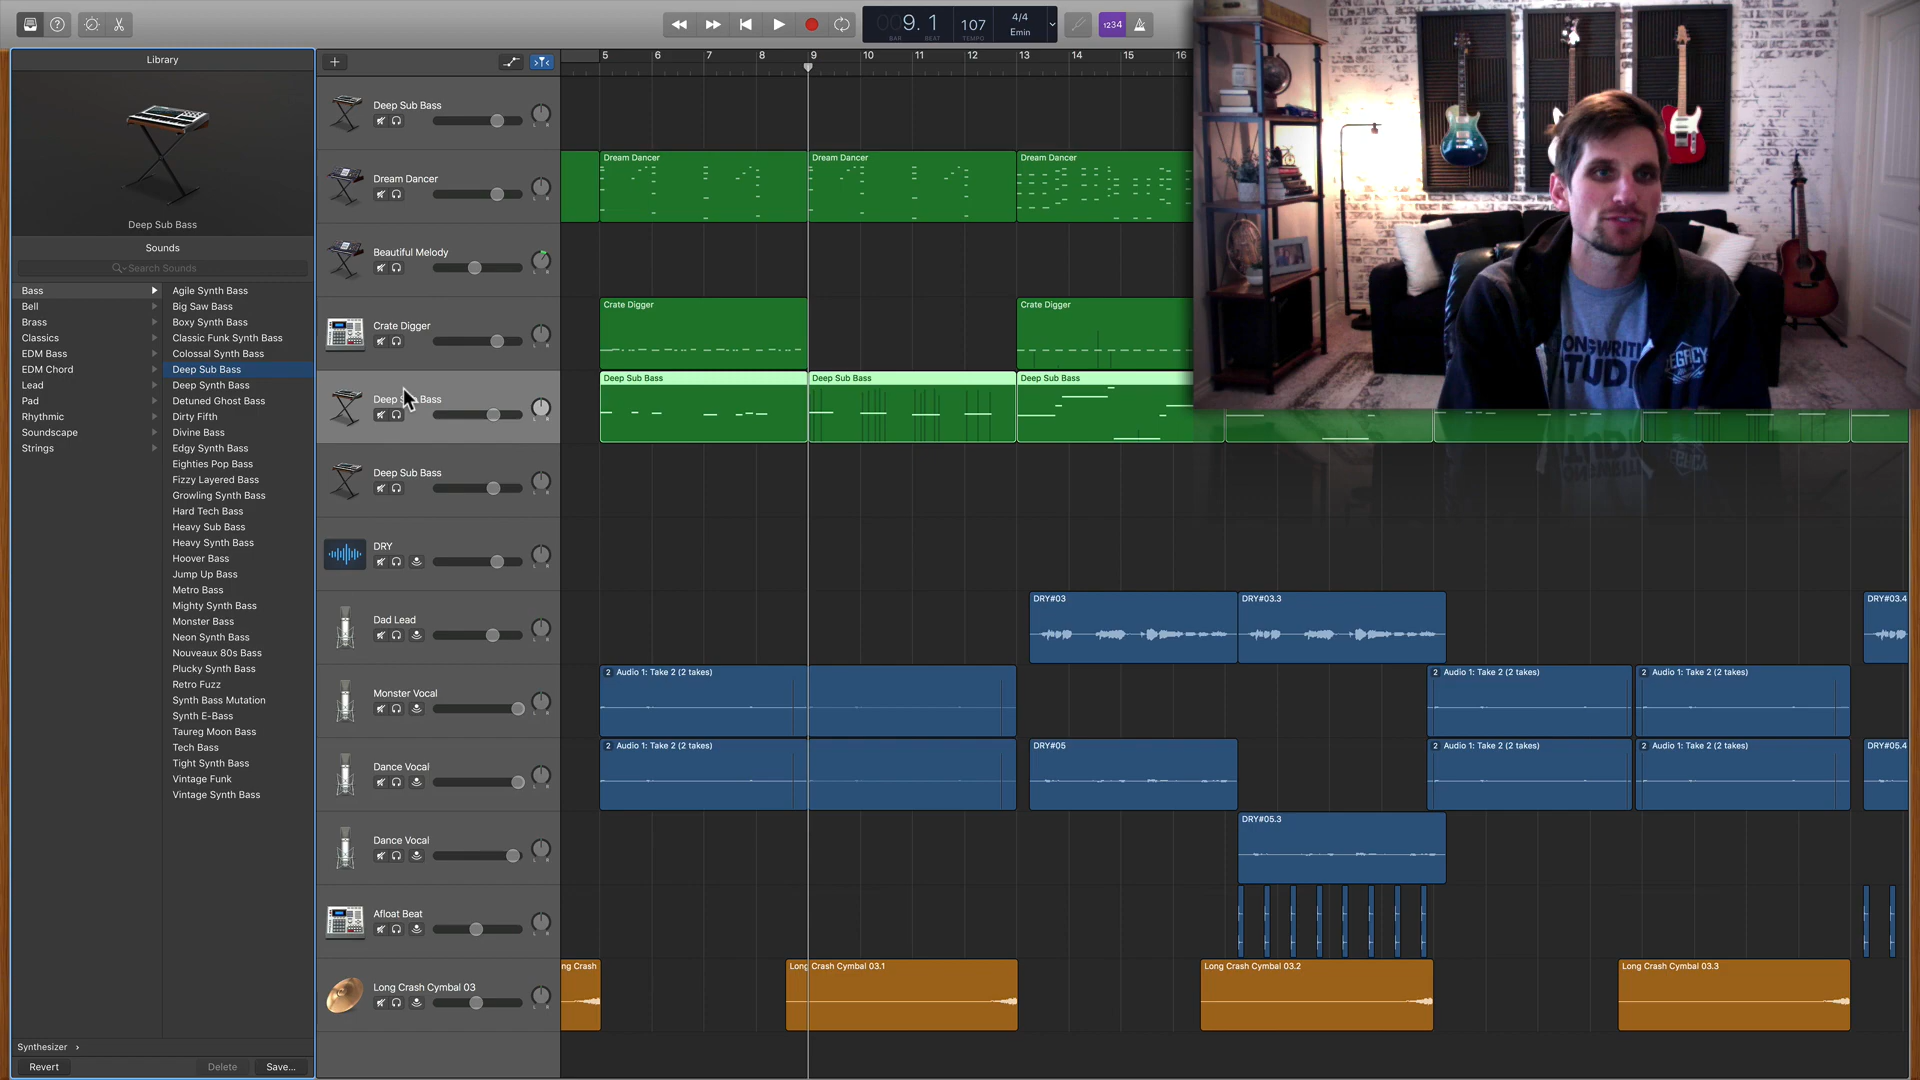 9. 1
BAR
BEAT
107
TEMPO
4/4
Emin
1234
Library
5
6
7
8
9
10
11
12
13
14
15
16
Deep Sub Bass
Sounds
Search Sounds
Bass
Bell
Brass
Classics
EDM Bass
EDM Chord
Lead
Pad
Rhythmic
Soundscape
Strings
Agile Synth Bass
Big Saw Bass
Boxy Synth Bass
Classic Funk Synth Bass
Colossal Synth Bass
Deep Sub Bass
Deep Synth Bass
Detuned Ghost Bass
Dirty Fifth
Divine Bass
Edgy Synth Bass
Eighties Pop Bass
Fizzy Layered Bass
Growling Synth Bass
Hard Tech Bass
Heavy Sub Bass
Heavy Synth Bass
Hoover Bass
Jump Up Bass
Metro Bass
Mighty Synth Bass
Monster Bass
Neon Synth Bass
Nouveaux 80s Bass
Plucky Synth Bass
Retro Fuzz
Synth Bass Mutation
Synth E-Bass
Taureg Moon Bass
Tech Bass
Tight Synth Bass
Vintage Funk
Vintage Synth Bass
Synthesizer
Revert
Delete
Save...
Deep Sub Bass
Dream Dancer
Dream Dancer
Dream Dancer
Dream Dancer
Beautiful Melody
Crate Digger
Crate Digger
Crate Digger
Deep Sub Bass
Deep Sub Bass
Deep Sub Bass
Deep Sub Bass
Deep Sub Bass
DRY
Dad Lead
DRY#03
DRY#03.3
DRY#03.4
Monster Vocal
2 Audio 1: Take 2 (2 takes)
2 Audio 1: Take 2 (2 takes)
2 Audio 1: Take 2 (2 takes)
Dance Vocal
2 Audio 1: Take 2 (2 takes)
DRY#05
2 Audio 1: Take 2 (2 takes)
2 Audio 1: Take 2 (2 takes)
DRY#05.4
Dance Vocal
DRY#05.3
Afloat Beat
Long Crash Cymbal 03
ng Crash
Long Crash Cymbal 03.1
Long Crash Cymbal 03.2
Long Crash Cymbal 03.3
LEGACY